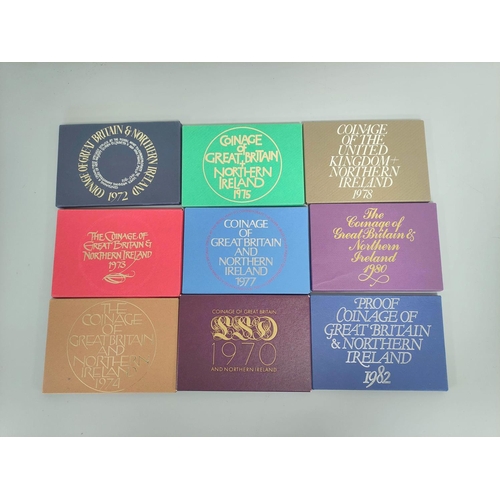 COINAGE OF GREAT BRITAIN & NORTHERN IRELAND
1972
COINAGE
OF
GREAT BRITAIN
+
NORTHERN
IRELAND
1975
COINAGE
OF THE
UNITED
KINGDOM +
NORTHERN
IRELAND
1978
THE COINAGE OF
GREAT BRITAIN &
NORTHERN IRELAND
1973
COINAGE
OF
GREAT BRITAIN
AND
NORTHERN
IRELAND
1977
The
Coinage of
Great Britain &
Northern
Ireland
1980
THE
COINAGE
OF
GREAT BRITAIN
AND
NORTHERN
IRELAND
1974
COINAGE OF GREAT BRITAIN
LSD
1970
AND NORTHERN IRELAND
PROOF
COINAGE OF
GREAT BRITAIN
& NORTHERN
IRELAND
1982